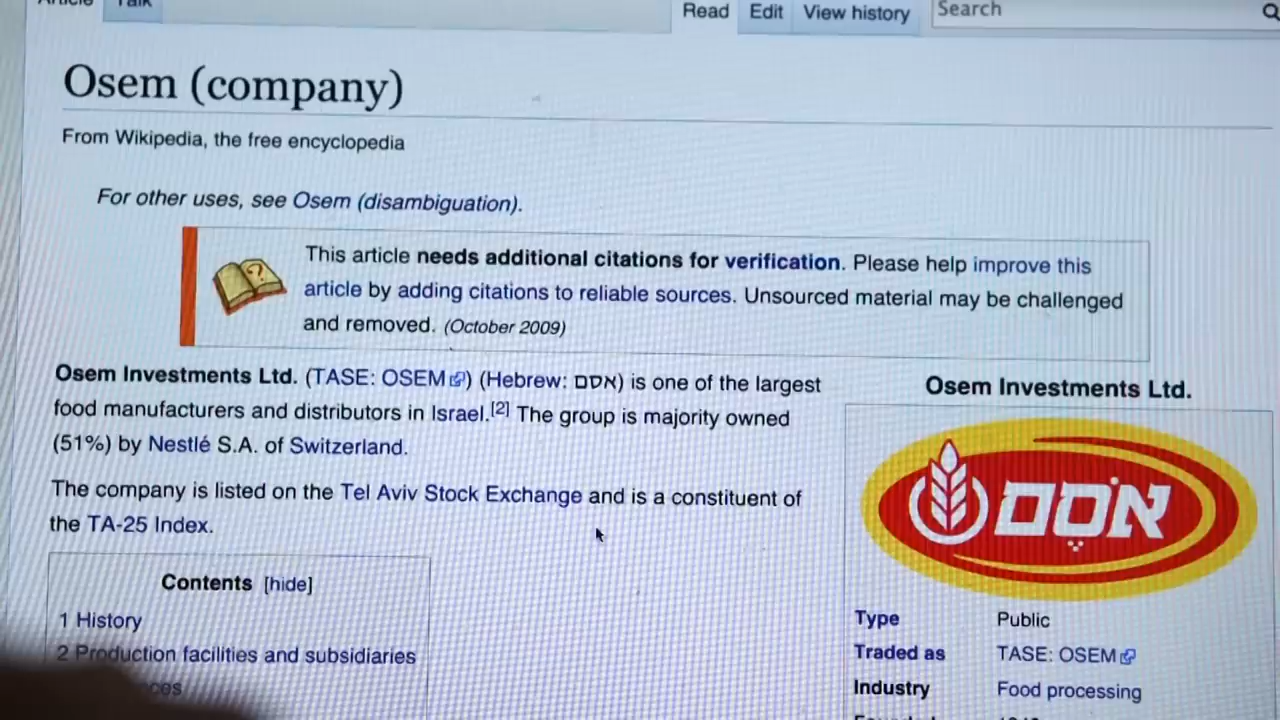 Article
Talk
Read
Edit
View history
Search
Osem (company)
From Wikipedia, the free encyclopedia
For other uses, see Osem (disambiguation).
This article needs additional citations for verification. Please help improve this
article by adding citations to reliable sources. Unsourced material may be challenged
and removed. (October 2009)
Osem Investments Ltd. (TASE: OSEM) (Hebrew: אסם) is one of the largest
food manufacturers and distributors in Israel.[2] The group is majority owned
(51%) by Nestlé S.A. of Switzerland.
The company is listed on the Tel Aviv Stock Exchange and is a constituent of
the TA-25 Index.
Contents [hide]
1 History
2 Production facilities and subsidiaries
Osem Investments Ltd.
אֹסֶם
Type Public
Traded as TASE: OSEM
Industry Food processing